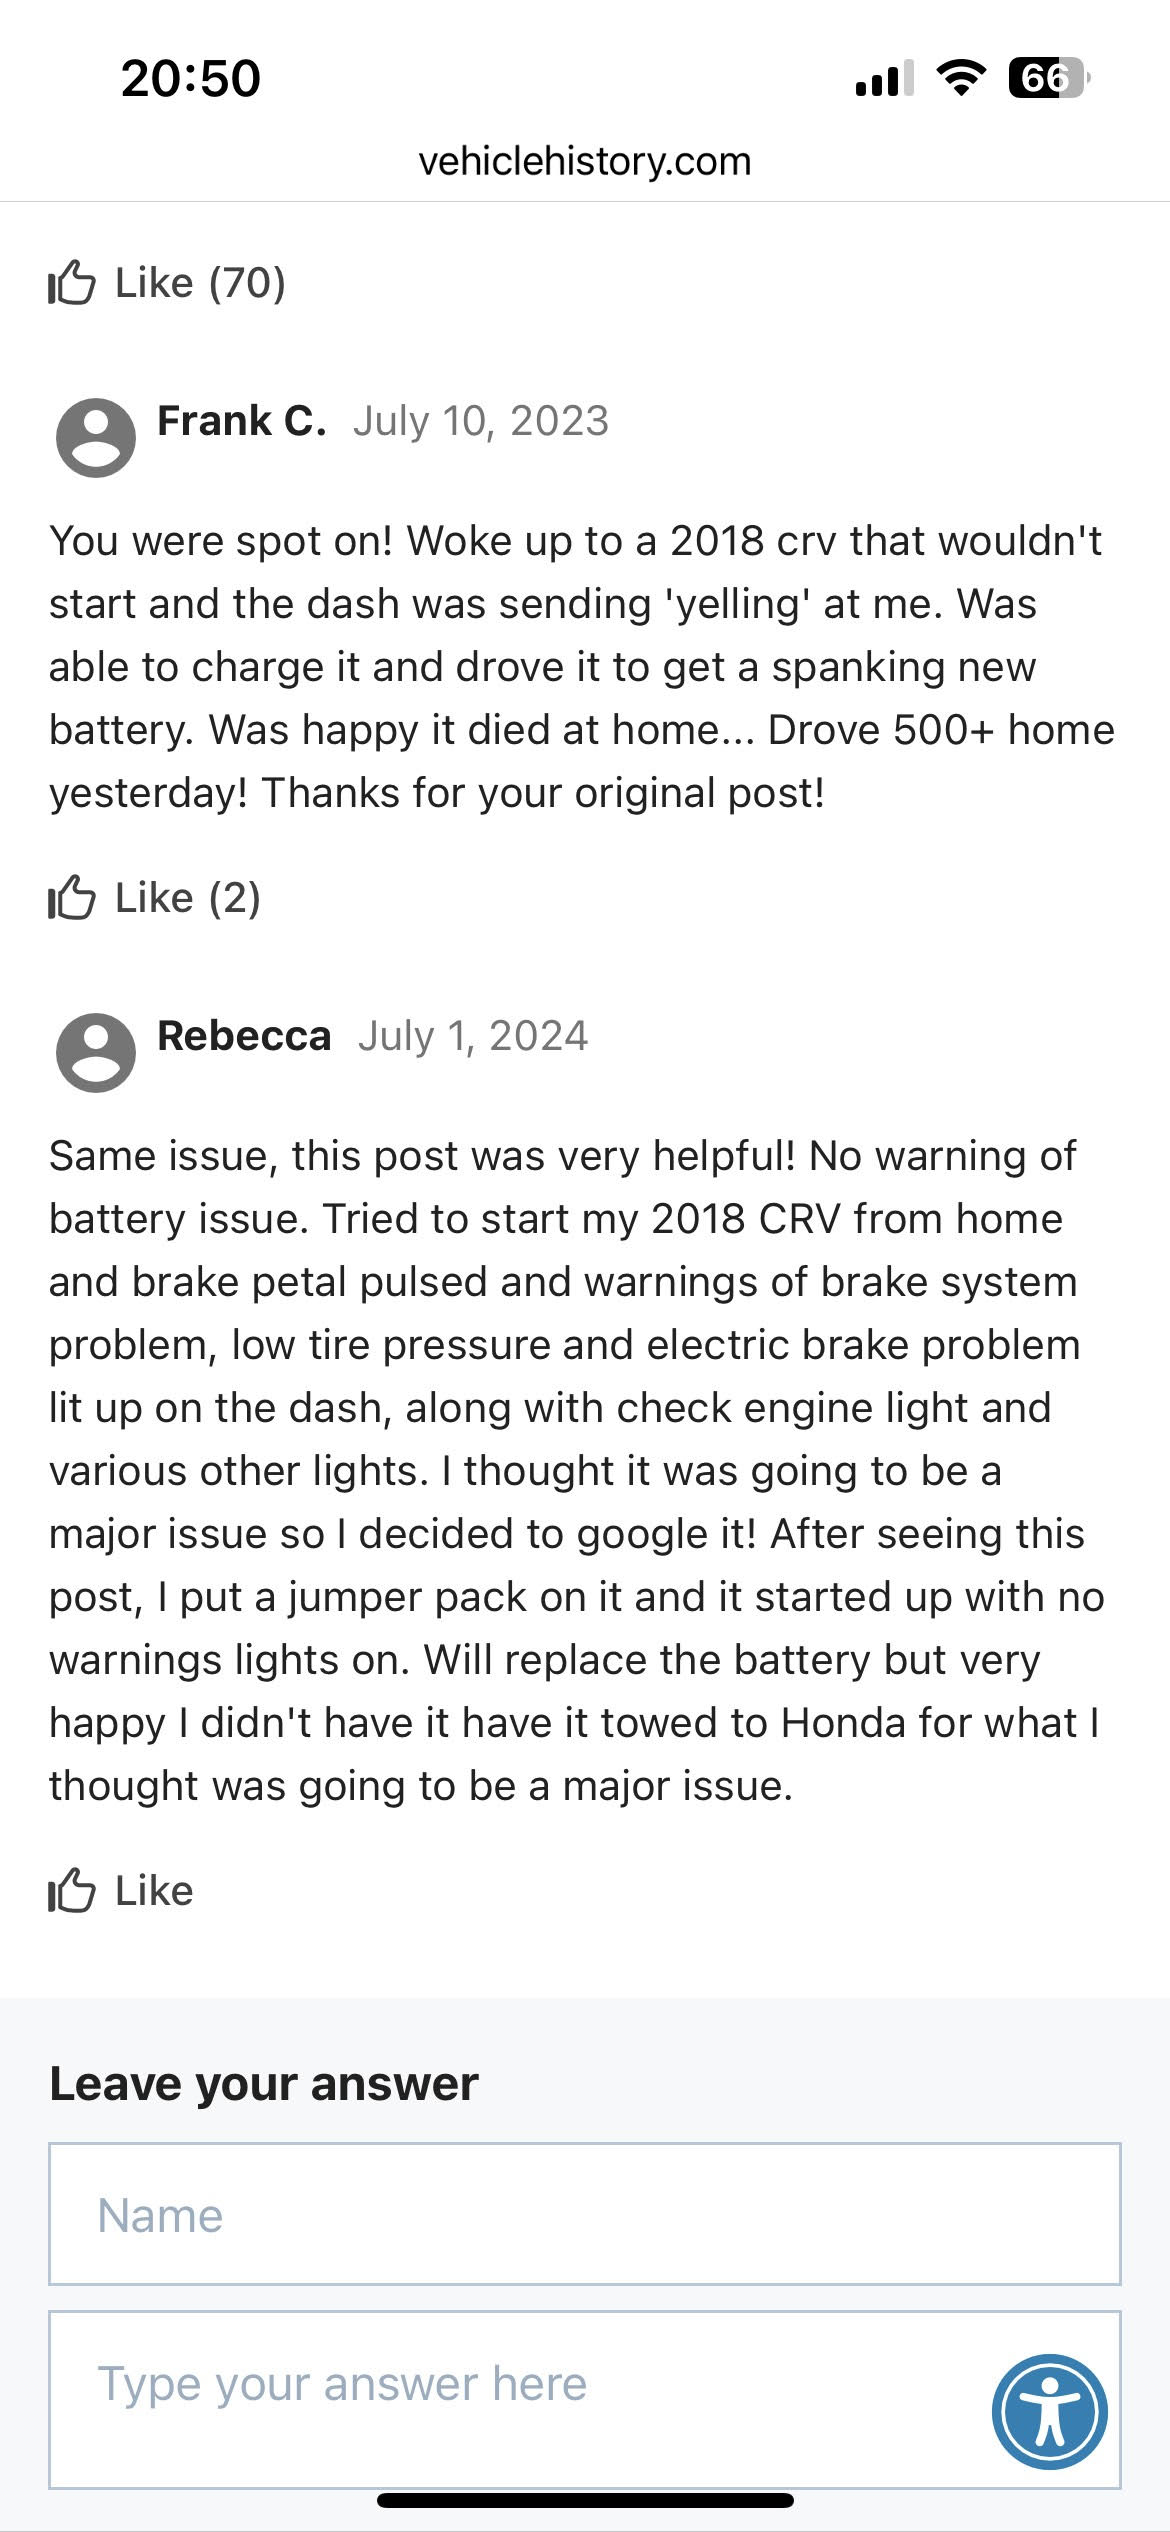 20:50
66
vehiclehistory.com
Like (70)
Frank C. July 10, 2023
You were spot on! Woke up to a 2018 crv that wouldn't
start and the dash was sending 'yelling' at me. Was
able to charge it and drove it to get a spanking new
battery. Was happy it died at home... Drove 500+ home
yesterday! Thanks for your original post!
Like (2)
Rebecca July 1, 2024
Same issue, this post was very helpful! No warning of
battery issue. Tried to start my 2018 CRV from home
and brake petal pulsed and warnings of brake system
problem, low tire pressure and electric brake problem
lit up on the dash, along with check engine light and
various other lights. I thought it was going to be a
major issue so I decided to google it! After seeing this
post, I put a jumper pack on it and it started up with no
warnings lights on. Will replace the battery but very
happy I didn't have it have it towed to Honda for what I
thought was going to be a major issue.
Like
Leave your answer
Name
Type your answer here